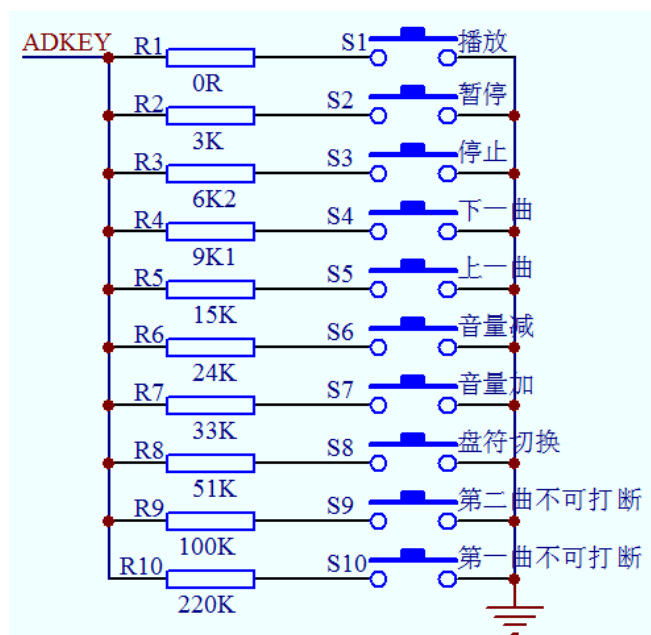 ADKEY R1 S1 播放
0R
R2 S2 暂停
3K
R3 S3 停止
6K2
R4 S4 下一曲
9K1
R5 S5 上一曲
15K
R6 S6 音量减
24K
R7 S7 音量加
33K
R8 S8 盘符切换
51K
R9 S9 第二曲不可打断
100K
R10 S10 第一曲不可打断
220K